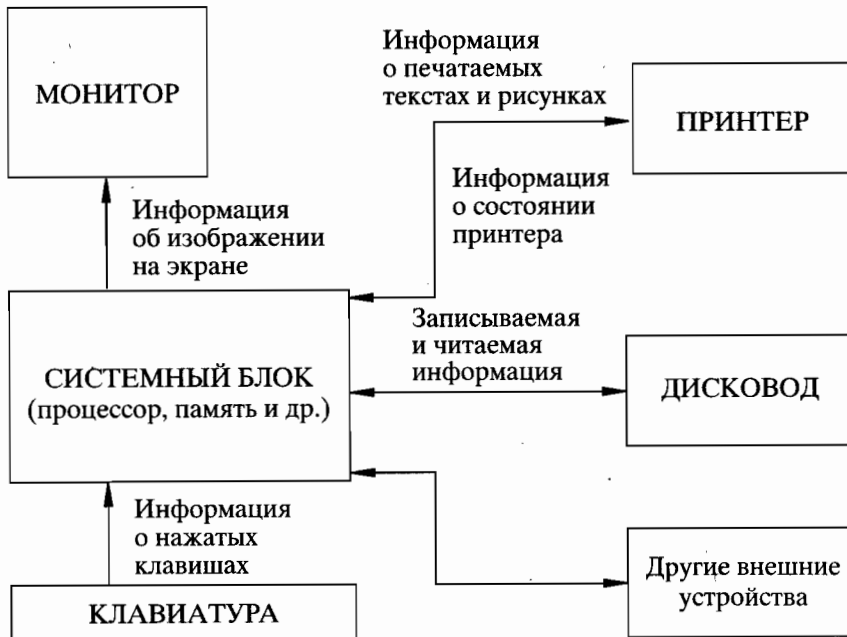 МОНИТОР
Информация
о печатаемых
текстах и рисунках
ПРИНТЕР
Информация
об изображении
на экране
Информация
о состоянии
принтера
СИСТЕМНЫЙ БЛОК
(процессор, память и др.)
Записываемая
и читаемая
информация
ДИСКОВОД
Информация
о нажатых
клавишах
КЛАВИАТУРА
Другие внешние
устройства